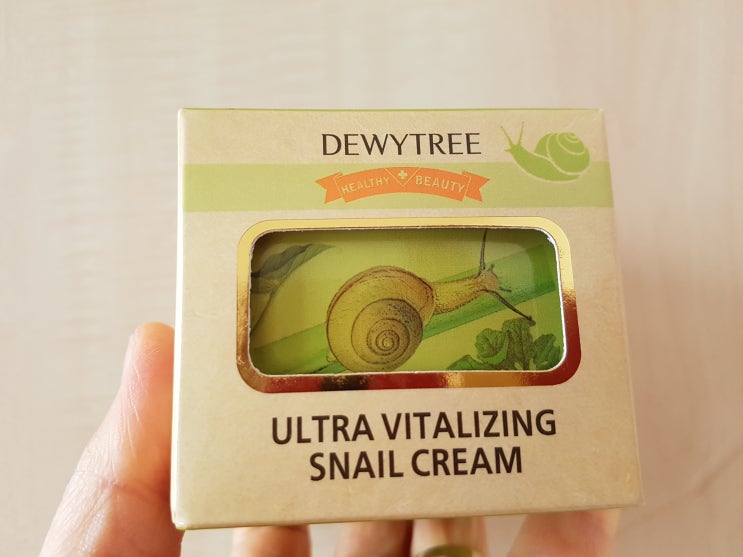 DEWYTREE
HEALTHY BEAUTY
ULTRA VITALIZING
SNAIL CREAM